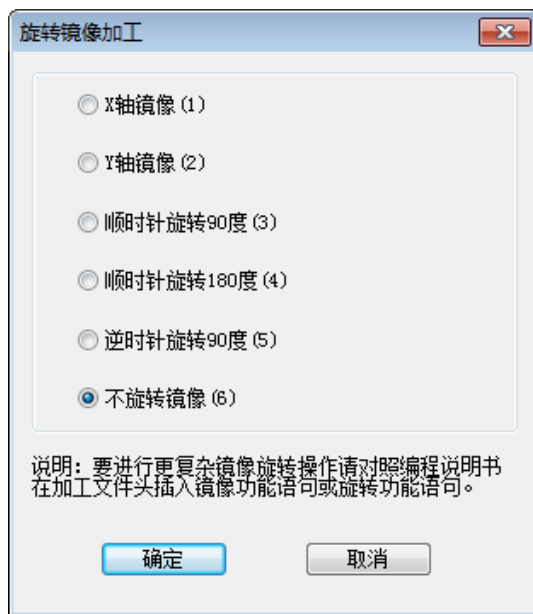 旋转镜像加工
X轴镜像(1)
Y轴镜像(2)
顺时针旋转90度(3)
顺时针旋转180度(4)
逆时针旋转90度(5)
不旋转镜像(6)
说明：要进行更复杂镜像旋转操作请对照编程说明书
在加工文件头插入镜像功能语句或旋转功能语句。
确定
取消